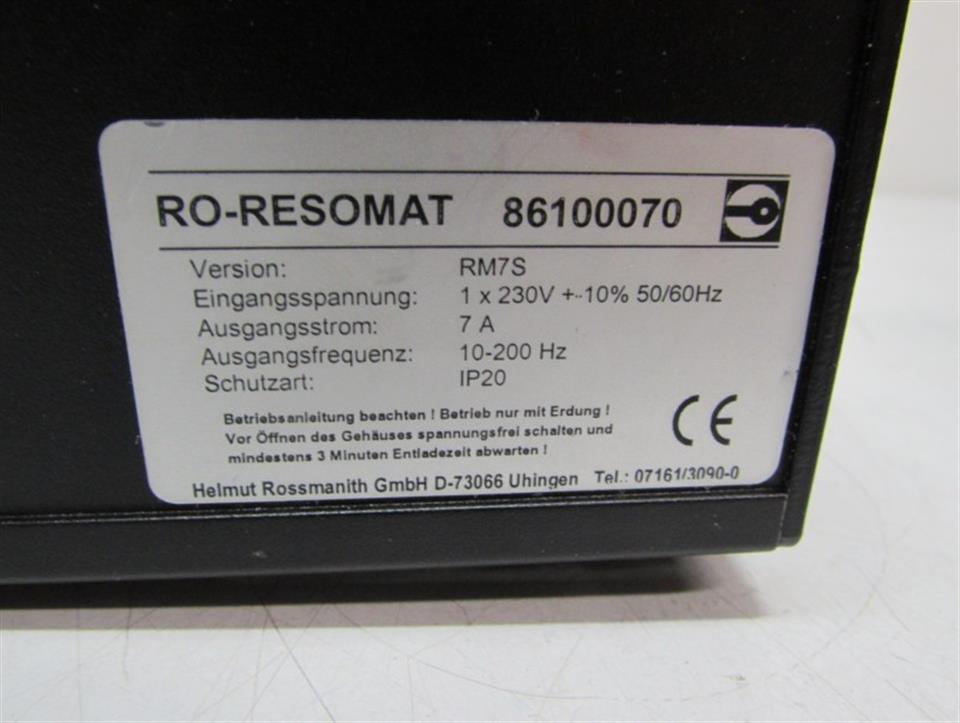 RO-RESOMAT 86100070
Version: RM7S
Eingangsspannung: 1 x 230V +-10% 50/60Hz
Ausgangsstrom: 7 A
Ausgangsfrequenz: 10-200 Hz
Schutzart: IP20
Betriebsanleitung beachten ! Betrieb nur mit Erdung !
Vor Öffnen des Gehäuses spannungsfrei schalten und
mindestens 3 Minuten Entladezeit abwarten !
CE
Helmut Rossmanith GmbH D-73066 Uhingen Tel.: 07161/3090-0